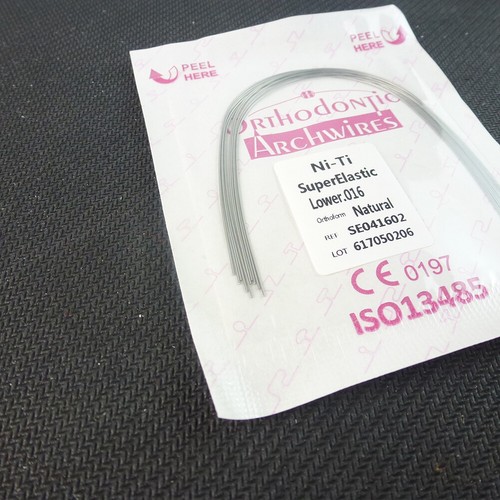 PEEL
HERE
PEEL
HERE
ORTHODONTIC
ARCHWIRES
Ni-Ti
SuperElastic
Lower.016
Orthoform Natural
REF SE041602
LOT 617050206
CE 0197
ISO13485